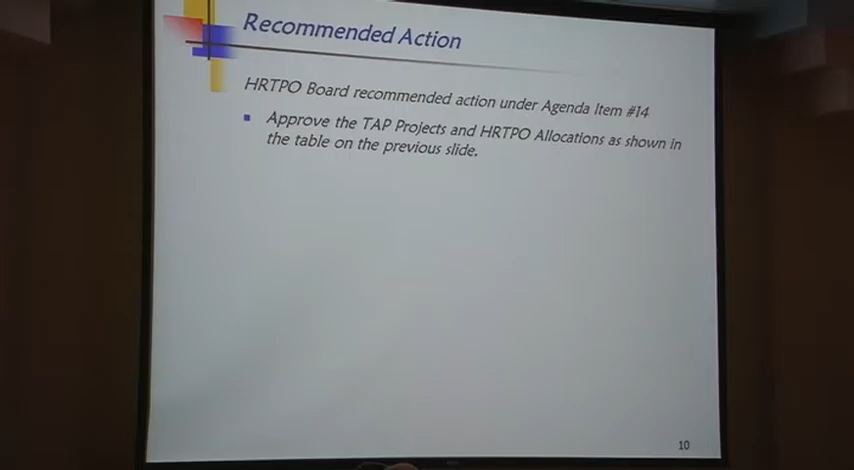 Recommended Action
HRTPO Board recommended action under Agenda Item #14
Approve the TAP Projects and HRTPO Allocations as shown in
the table on the previous slide.
10